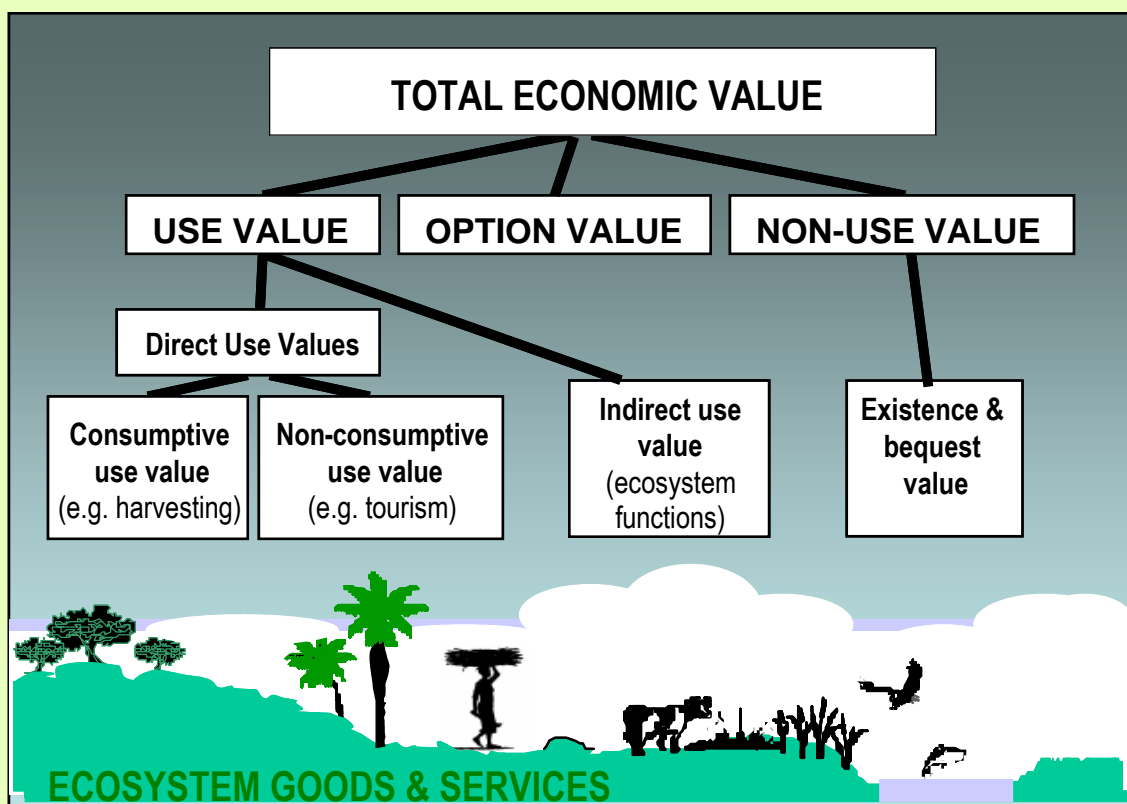 TOTAL ECONOMIC VALUE
USE VALUE
OPTION VALUE
NON-USE VALUE
Direct Use Values
Consumptive
use value
(e.g. harvesting)
Non-consumptive
use value
(e.g. tourism)
Indirect use
value
(ecosystem
functions)
Existence &
bequest
value
ECOSYSTEM GOODS & SERVICES